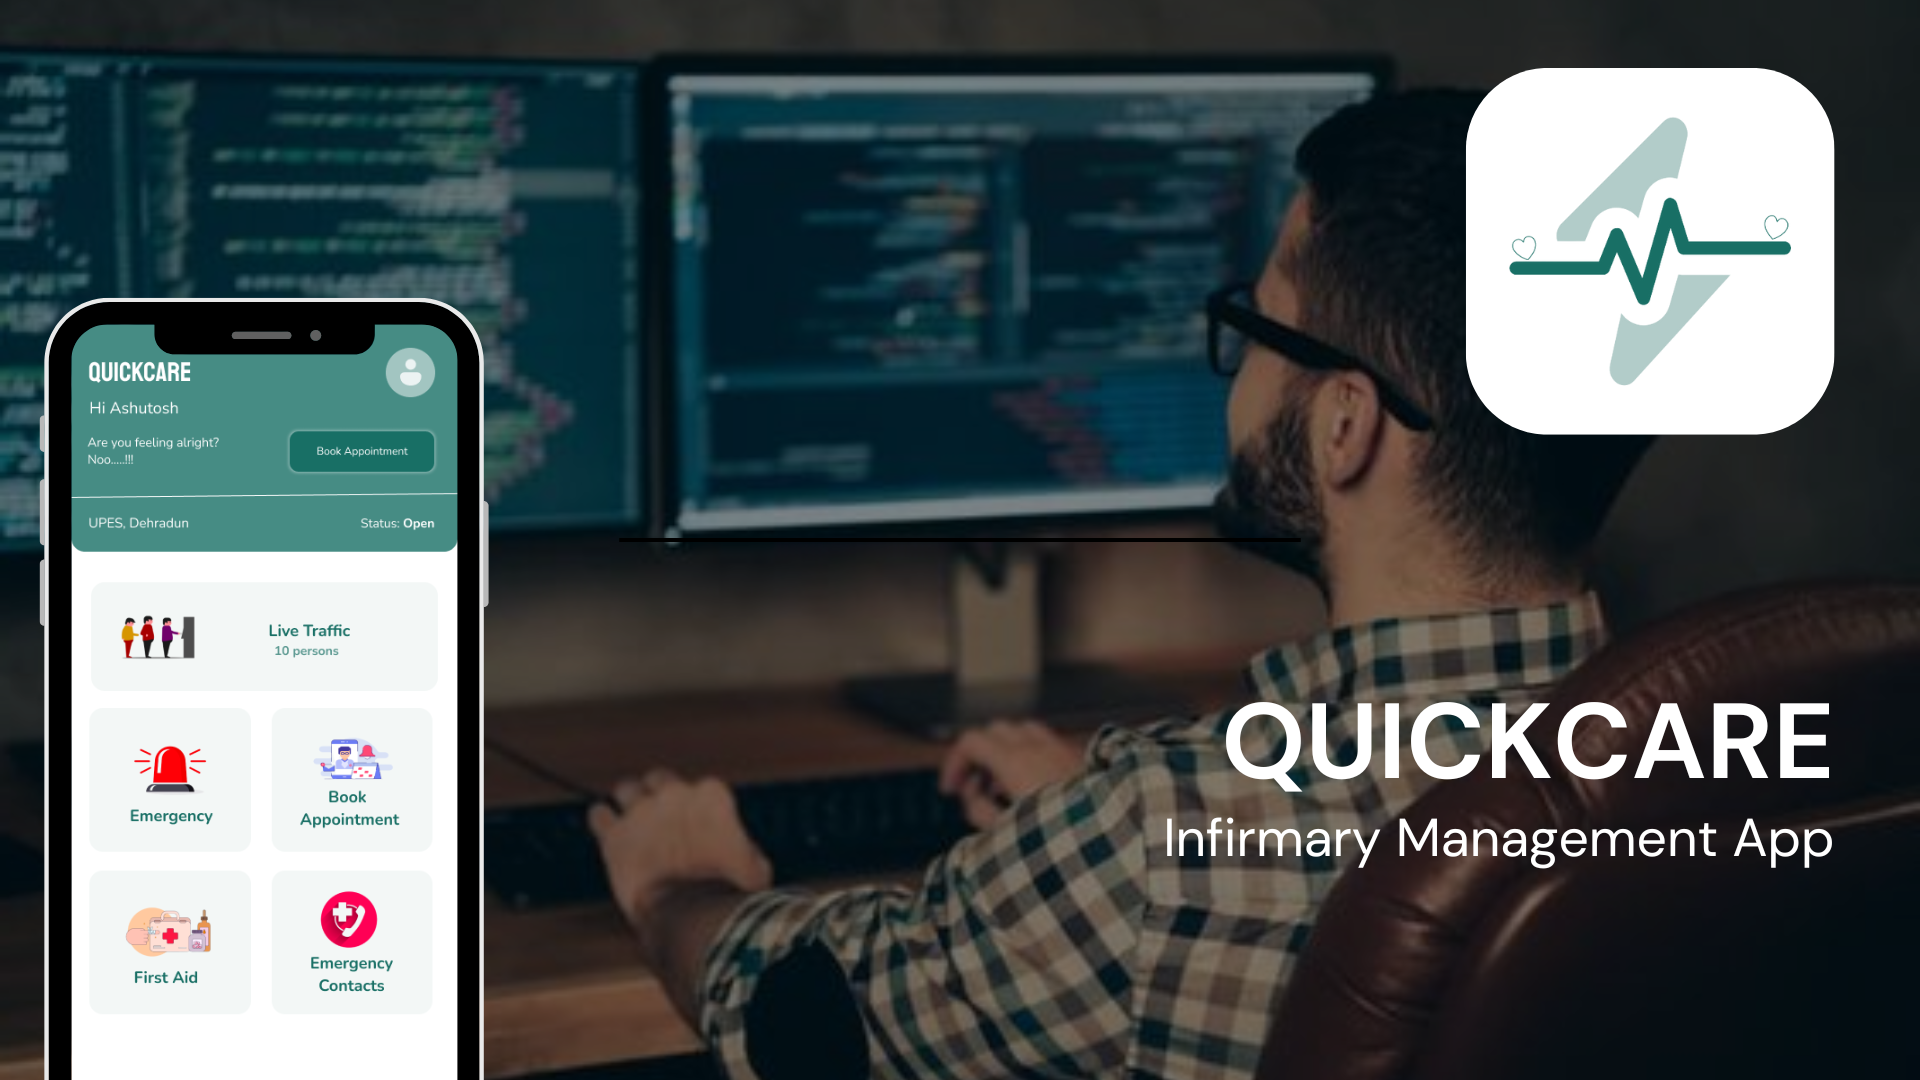 QUICKCARE
Hi Ashutosh
Are you feeling alright?
Noo.....!!!
Book Appointment
UPES, Dehradun
Status: Open
Live Traffic
10 persons
Emergency
Book
Appointment
First Aid
Emergency
Contacts
QUICKCARE
Infirmary Management App